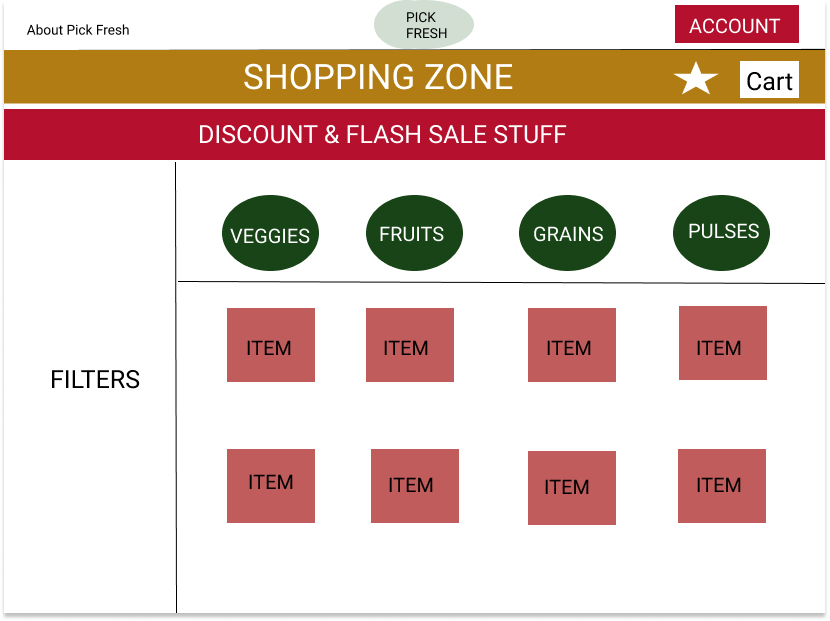 About Pick Fresh
PICK
FRESH
ACCOUNT
SHOPPING ZONE
Cart
DISCOUNT & FLASH SALE STUFF
VEGGIES
FRUITS
GRAINS
PULSES
FILTERS
ITEM
ITEM
ITEM
ITEM
ITEM
ITEM
ITEM
ITEM